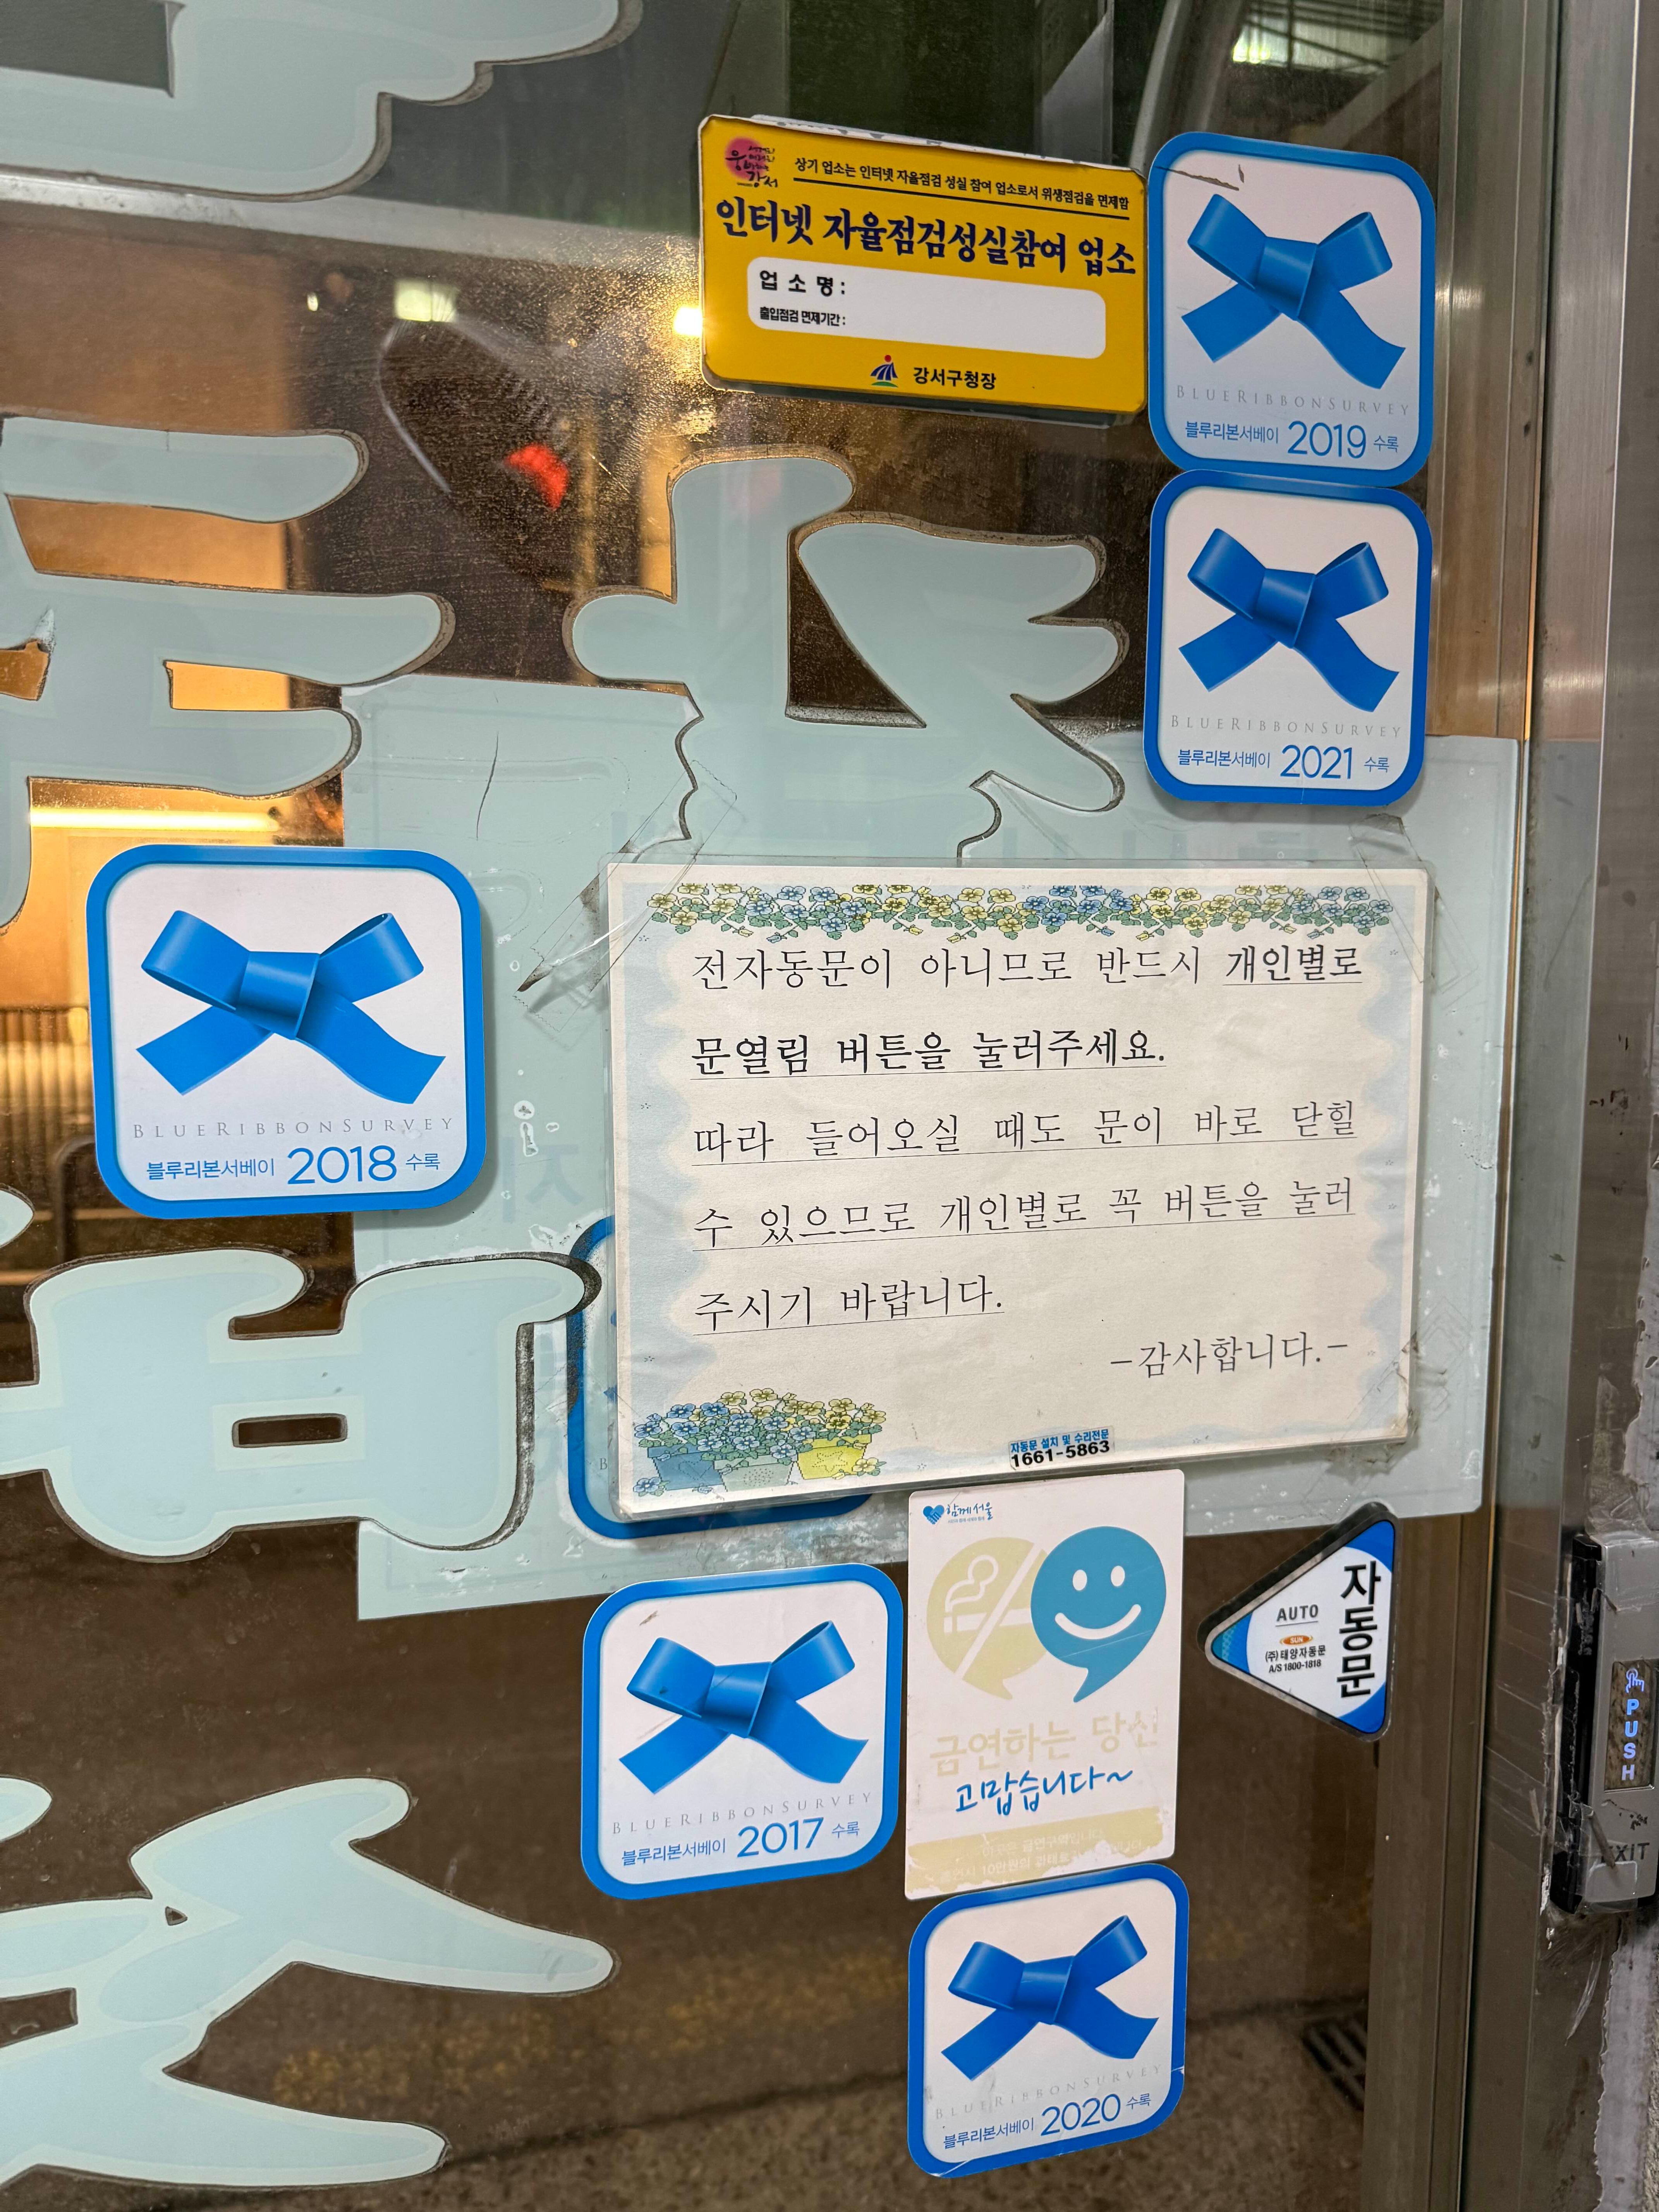 강서
상기 업소는 인터넷 자율점검 성실 참여 업소로서 위생점검을 면제함
인터넷 자율점검성실참여 업소
업 소 명 :
출입점검 면제기간 :
강서구청장
BLUERIBBONSURVEY
블루리본서베이 2019 수록
BLUERIBBONSURVEY
블루리본서베이 2021 수록
BLUERIBBONSURVEY
블루리본서베이 2018 수록
전자동문이 아니므로 반드시 개인별로
문열림 버튼을 눌러주세요.
따라 들어오실 때도 문이 바로 닫힐
수 있으므로 개인별로 꼭 버튼을 눌러
주시기 바랍니다.
-감사합니다.-
자동문 설치 및 수리전문
1661-5863
함께서울
금연하는 당신
고맙습니다~
BLUERIBBONSURVEY
블루리본서베이 2017 수록
자동문
AUTO
SUN
(주)태양자동문
A/S 1800-1818
PUSH
EXIT
BLUERIBBONSURVEY
블루리본서베이 2020 수록